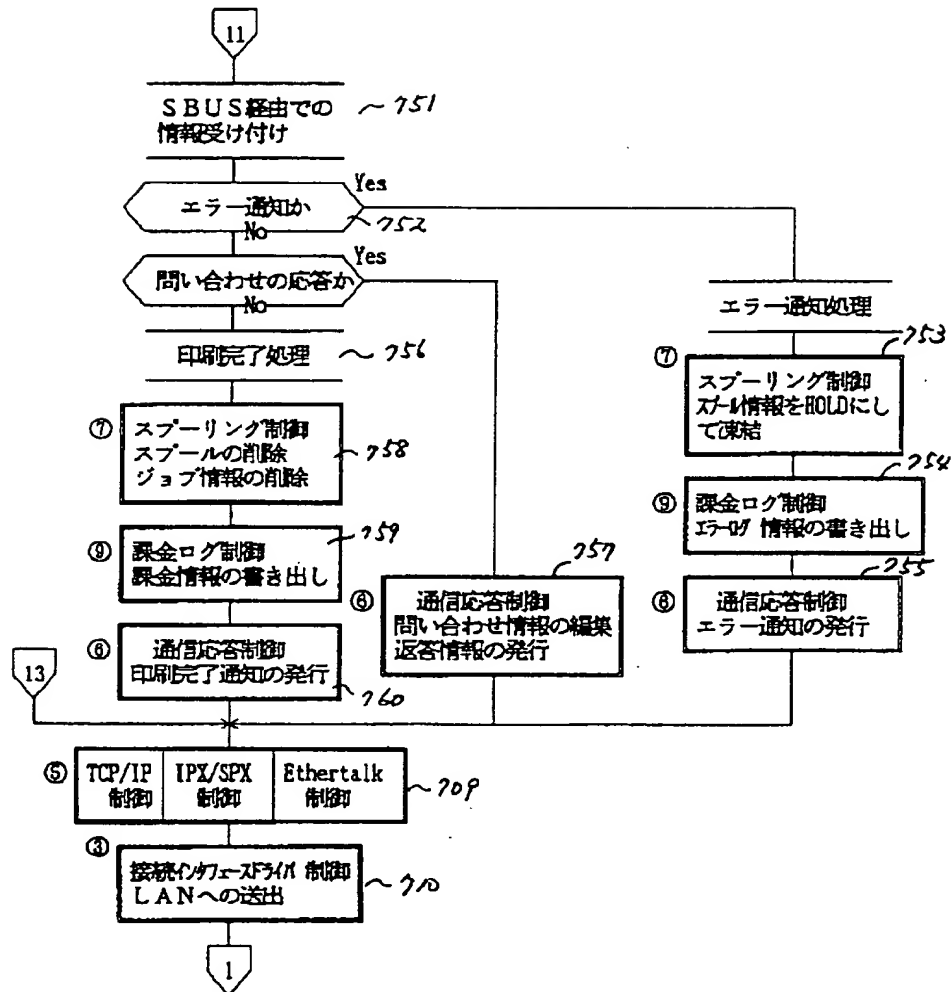 11
SBUS経由での
情報受け付け
751
エラー通知か
Yes
No
752
問い合わせの応答か
Yes
No
印刷完了処理
756
⑦ スプーリング制御
スプールの削除
ジョブ情報の削除
758
⑨ 課金ログ制御
課金情報の書き出し
759
⑥ 通信応答制御
印刷完了通知の発行
760
⑥ 通信応答制御
問い合わせ情報の編集
返答情報の発行
757
エラー通知処理
⑦ スプーリング制御
スプール情報をHOLDにし
て凍結
753
⑨ 課金ログ制御
エラーログ 情報の書き出し
754
⑥ 通信応答制御
エラー通知の発行
755
13
⑤ TCP/IP
制御
IPX/SPX
制御
Ethertalk
制御
709
③ 接続インタフェースドライバ 制御
LANへの送出
710
1